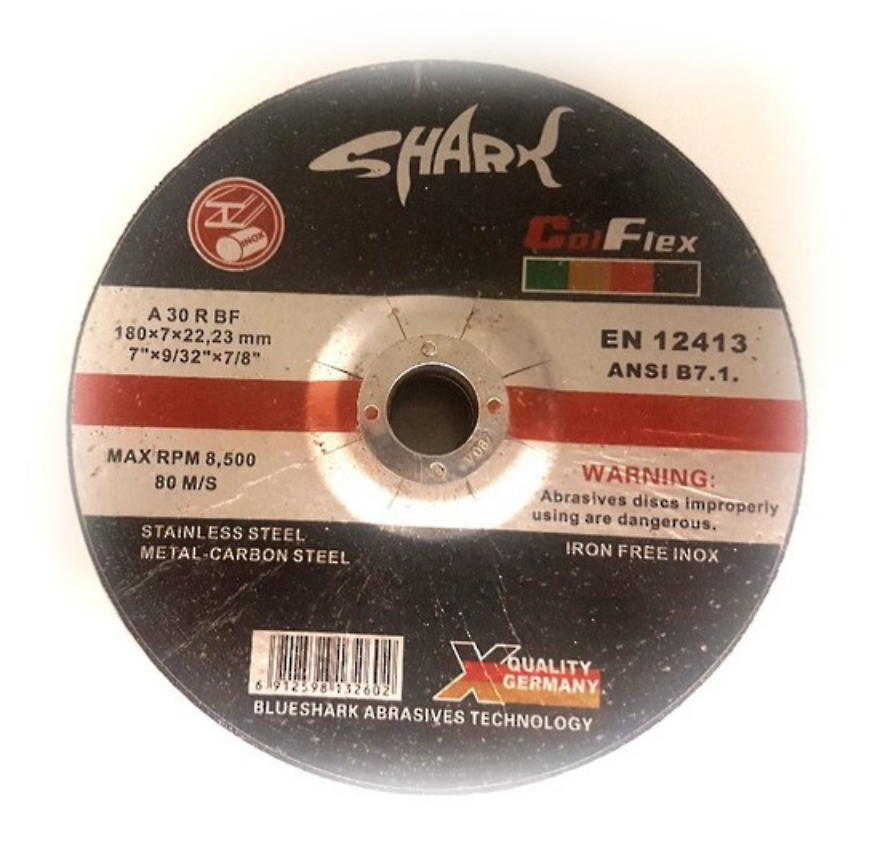 SHARK
INOX
ColFlex
A 30 R BF
180×7×22,23 mm
7"×9/32"×7/8"
EN 12413
ANSI B7.1.
MAX RPM 8,500
80 M/S
WARNING:
Abrasives discs improperly
using are dangerous.
STAINLESS STEEL
METAL-CARBON STEEL
IRON FREE INOX
6 912598 132602
QUALITY
GERMANY
BLUESHARK ABRASIVES TECHNOLOGY